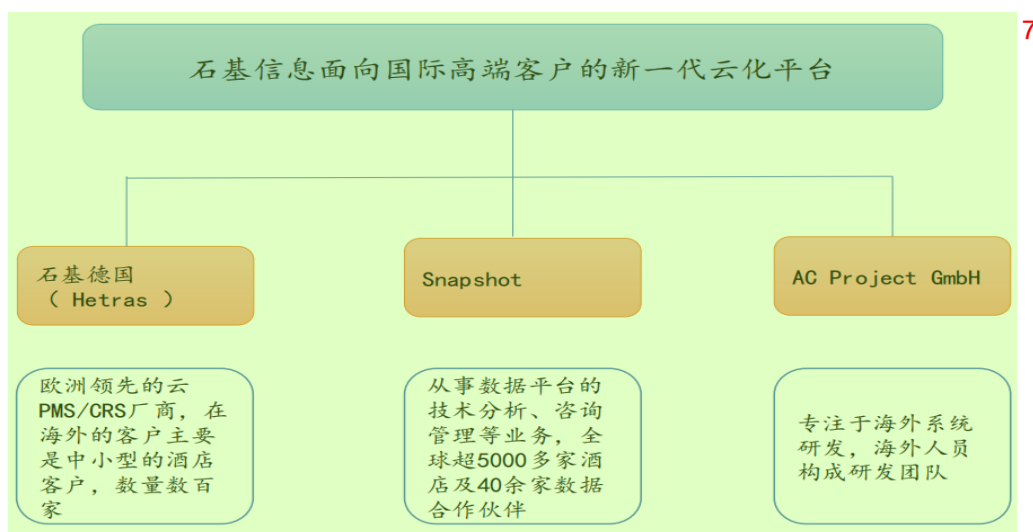 7
石基信息面向国际高端客户的新一代云化平台
石基德国
（ Hetras ）
Snapshot
AC Project GmbH
欧洲领先的云
PMS/CRS厂商，在
海外的客户主要
是中小型的酒店
客户，数量数百
家
从事数据平台的
技术分析、咨询
管理等业务，全
球超5000多家酒
店及40余家数据
合作伙伴
专注于海外系统
研发，海外人员
构成研发团队